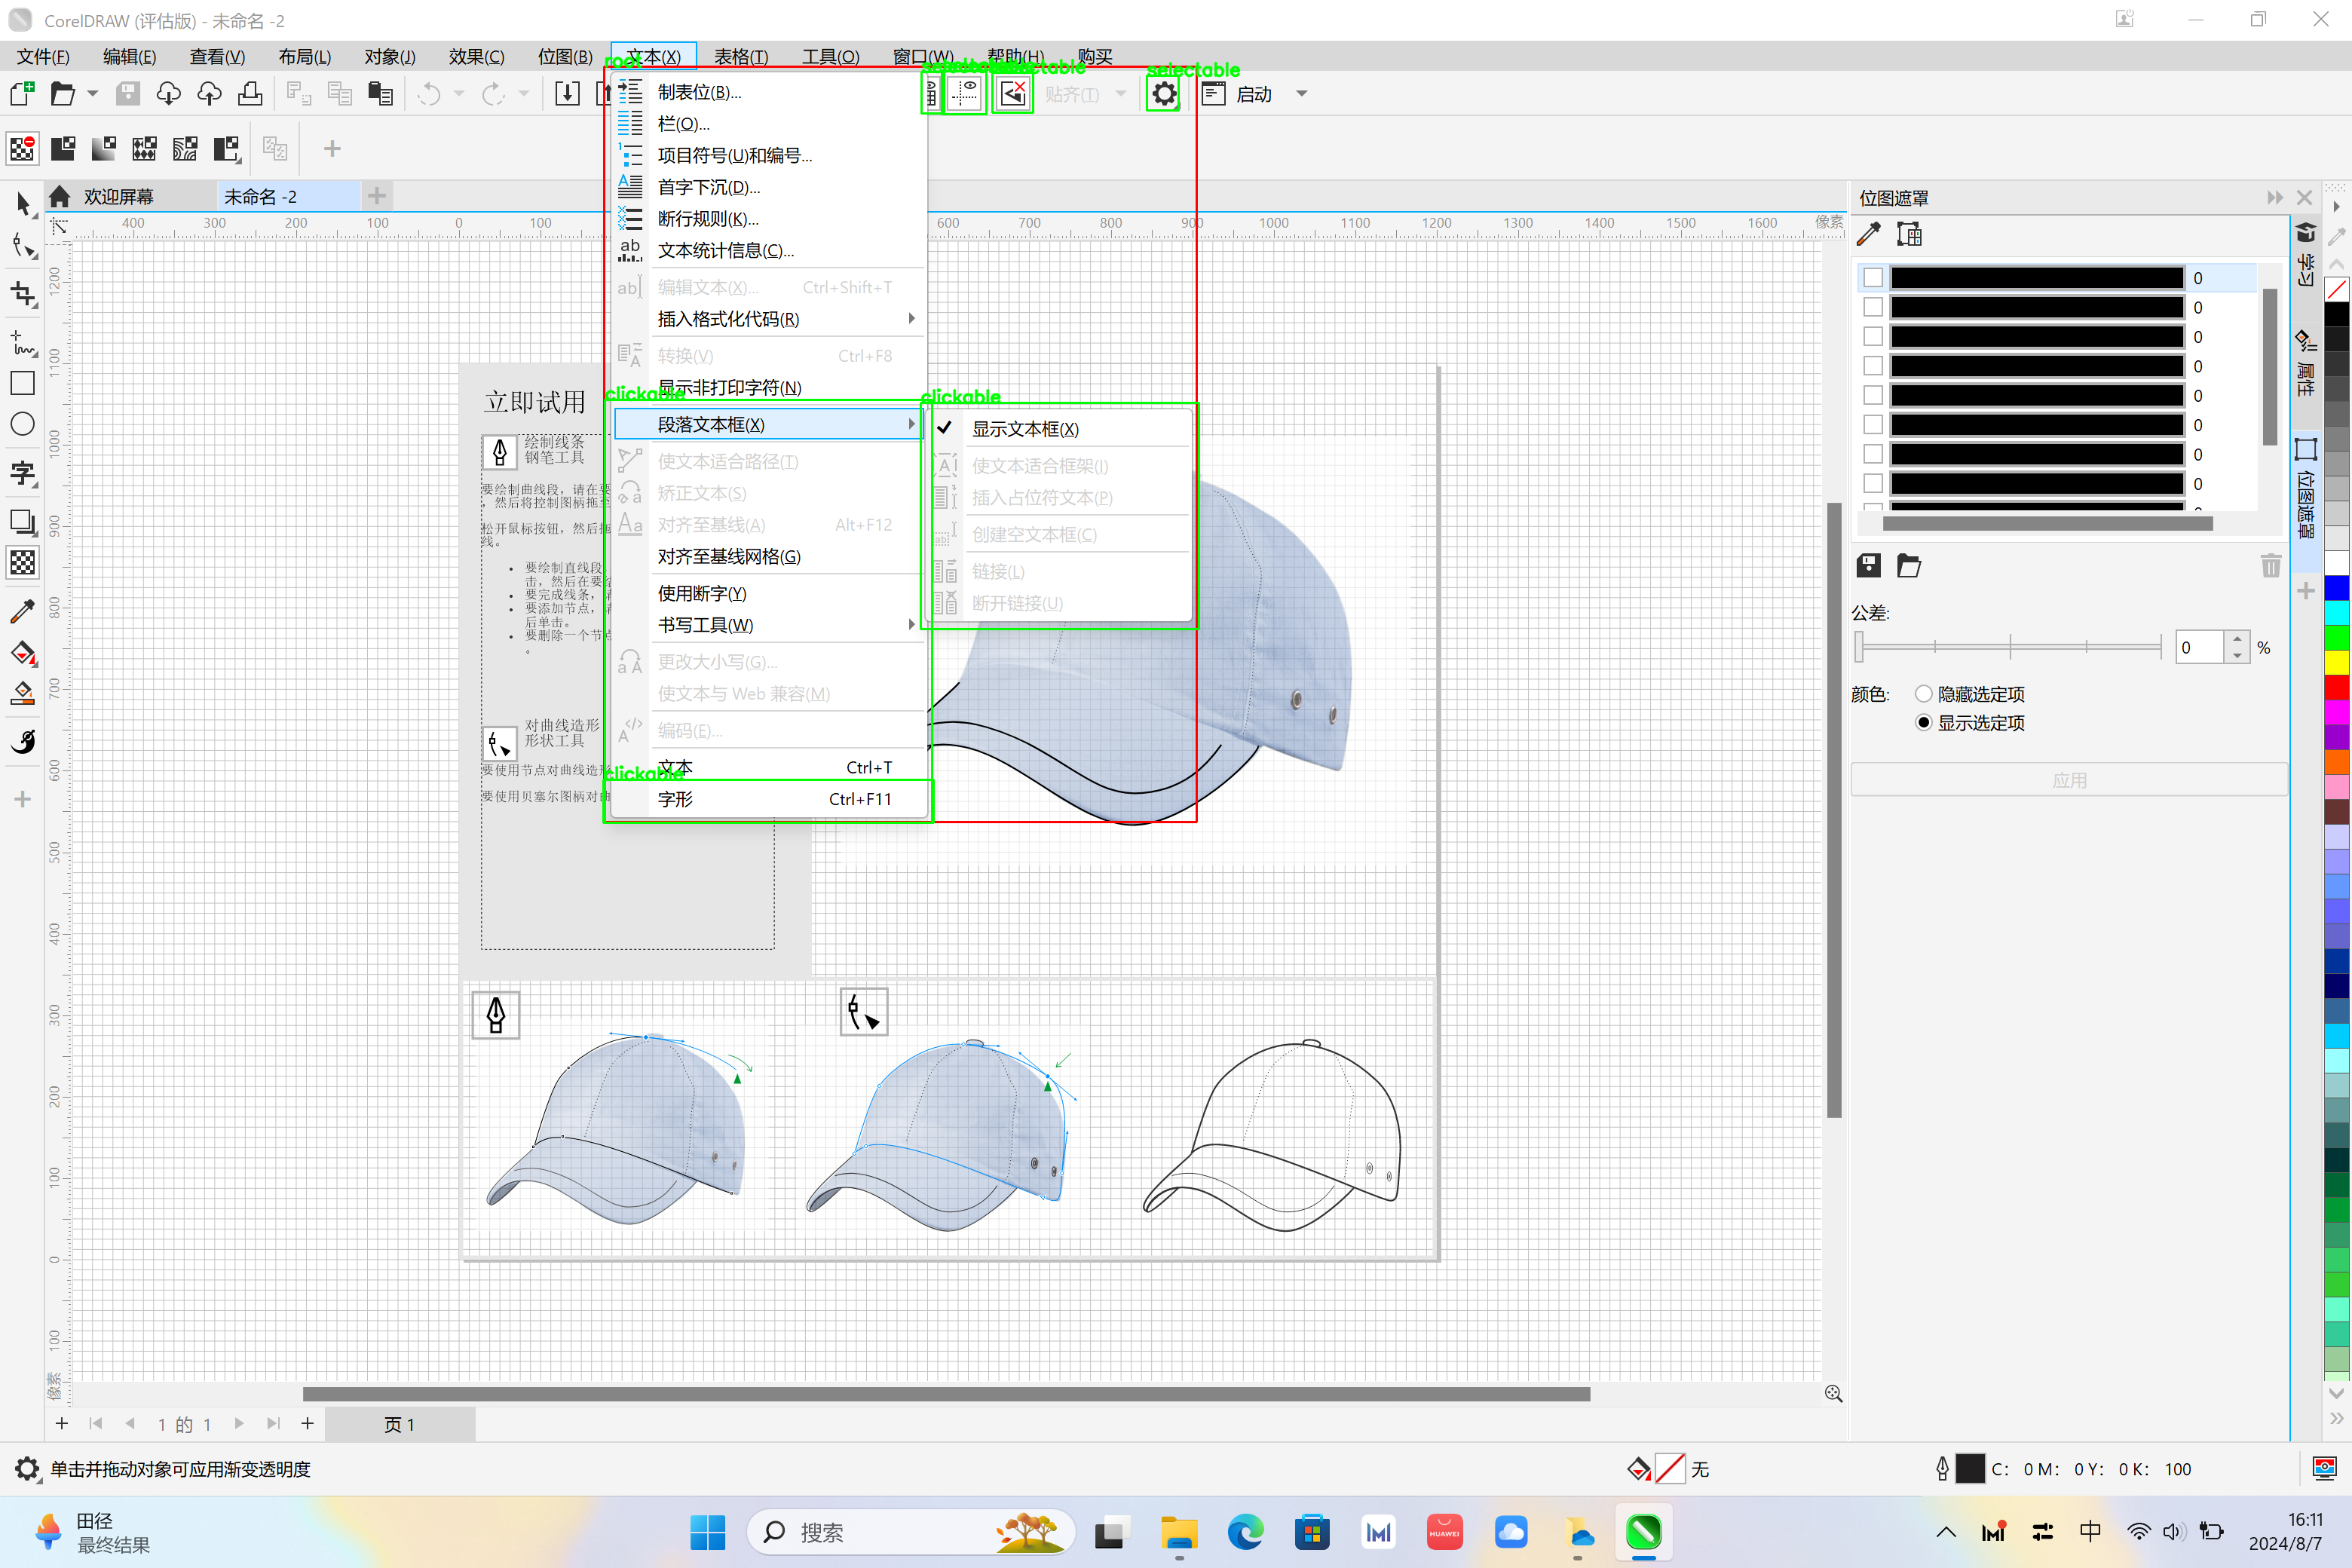 CorelDRAW (评估版) - 未命名 -2
文件(F) 编辑(E) 查看(V) 布局(L) 对象(J) 效果(C) 位图(B) 文本(X) 表格(T) 工具(O) 窗口(W) 帮助(H) 购买
root
selectable
selectable
贴齐(T)
启动
欢迎屏幕
未命名 -2
400 300 200 100 0 100 600 700 800 900 1000 1100 1200 1300 1400 1500 1600 像素
1200
1100
1000
900
800
700
600
500
400
300
200
100
0
100
像素
制表位(B)...
栏(O)...
项目符号(U)和编号...
首字下沉(D)...
断行规则(K)...
文本统计信息(C)...
编辑文本(X)... Ctrl+Shift+T
插入格式化代码(R)
转换(V) Ctrl+F8
显示非打印字符(N)
clickable
段落文本框(X)
使文本适合路径(T)
矫正文本(S)
对齐至基线(A) Alt+F12
对齐至基线网格(G)
使用断字(Y)
书写工具(W)
更改大小写(G)...
使文本与 Web 兼容(M)
编码(E)...
文本 Ctrl+T
clickable
字形 Ctrl+F11
clickable
显示文本框(X)
使文本适合框架(I)
插入占位符文本(P)
创建空文本框(C)
链接(L)
断开链接(U)
立即试用
绘制线条
钢笔工具
要绘制曲线段，请在要
，然后将控制图柄拖至
松开鼠标按钮，然后拖
线。
• 要绘制直线段
击，然后在要
• 要完成线条，
• 要添加节点，
后单击。
• 要删除一个节点
。
对曲线造形
形状工具
要使用节点对曲线造形
要使用贝塞尔图柄对曲
位图遮罩
0
0
0
0
0
0
0
0
公差:
0 %
颜色:
隐藏选定项
显示选定项
应用
学习
属性
位图遮罩
1 的 1
页 1
单击并拖动对象可应用渐变透明度
无
C: 0 M: 0 Y: 0 K: 100
田径
最终结果
搜索
HUAWEI
中
16:11
2024/8/7